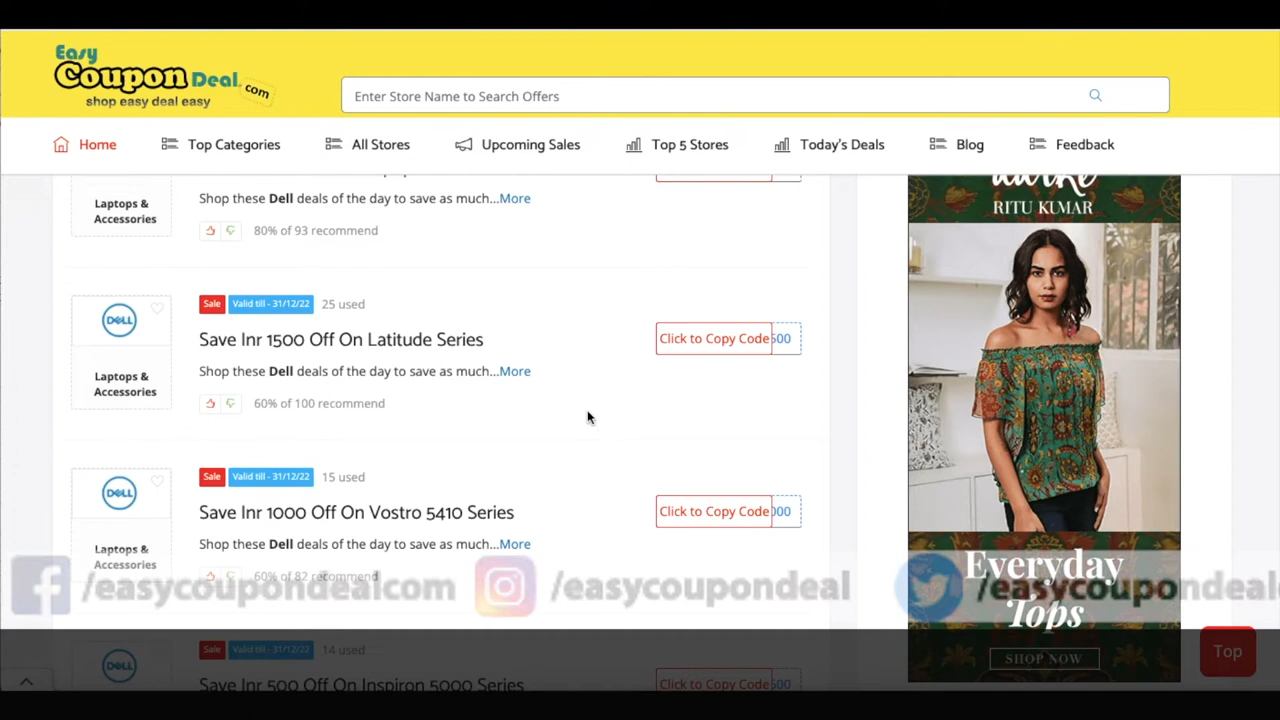 Easy
Coupon Deal.com
shop easy deal easy
Enter Store Name to Search Offers
Home
Top Categories
All Stores
Upcoming Sales
Top 5 Stores
Today's Deals
Blog
Feedback
Laptops &
Accessories
Shop these Dell deals of the day to save as much...More
80% of 93 recommend
DELL
Laptops &
Accessories
Sale Valid till - 31/12/22 25 used
Save Inr 1500 Off On Latitude Series
Shop these Dell deals of the day to save as much...More
60% of 100 recommend
Click to Copy Code
DELL
Laptops &
Accessories
Sale Valid till - 31/12/22 15 used
Save Inr 1000 Off On Vostro 5410 Series
Shop these Dell deals of the day to save as much...More
60% of 82 recommend
Click to Copy Code
DELL
Sale Valid till - 31/12/22 14 used
Save Inr 500 Off On Inspiron 5000 Series
Click to Copy Code
RITU KUMAR
Everyday
Tops
SHOP NOW
/easycoupondeal.com
/easycoupondeal
/easycoupondeal
Top